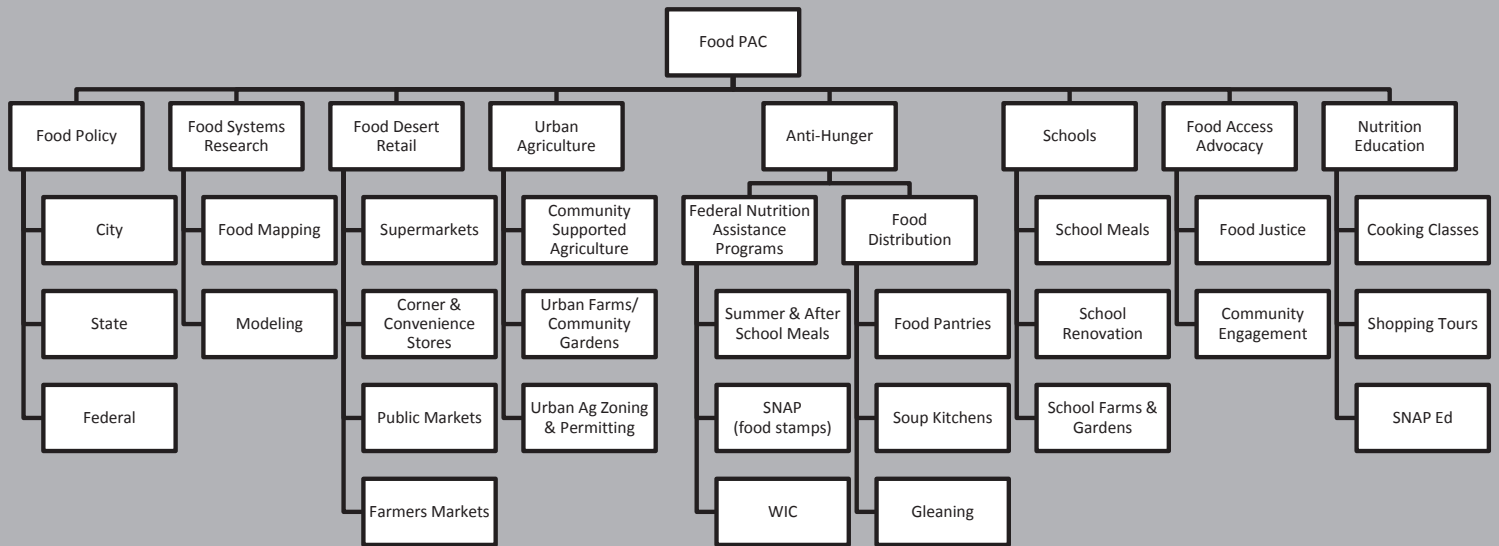 Food PAC
Food Policy
Food Systems
Research
Food Desert
Retail
Urban
Agriculture
Anti-Hunger
Schools
Food Access
Advocacy
Nutrition
Education
City
State
Federal
Food Mapping
Modeling
Supermarkets
Corner &
Convenience
Stores
Public Markets
Farmers Markets
Community
Supported
Agriculture
Urban Farms/
Community
Gardens
Urban Ag Zoning
& Permitting
Federal Nutrition
Assistance
Programs
Summer & After
School Meals
SNAP
(food stamps)
WIC
Food
Distribution
Food Pantries
Soup Kitchens
Gleaning
School Meals
School
Renovation
School Farms &
Gardens
Food Justice
Community
Engagement
Cooking Classes
Shopping Tours
SNAP Ed